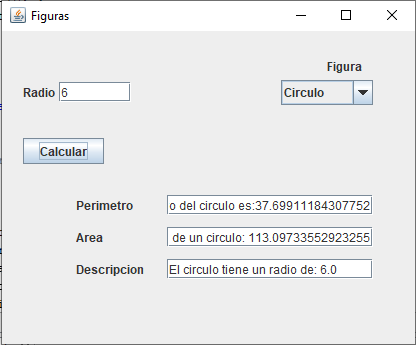 Figuras
Figura
Radio 6
Circulo
Calcular
Perimetro o del circulo es:37.69911184307752
Area de un circulo: 113.09733552923255
Descripcion El circulo tiene un radio de: 6.0